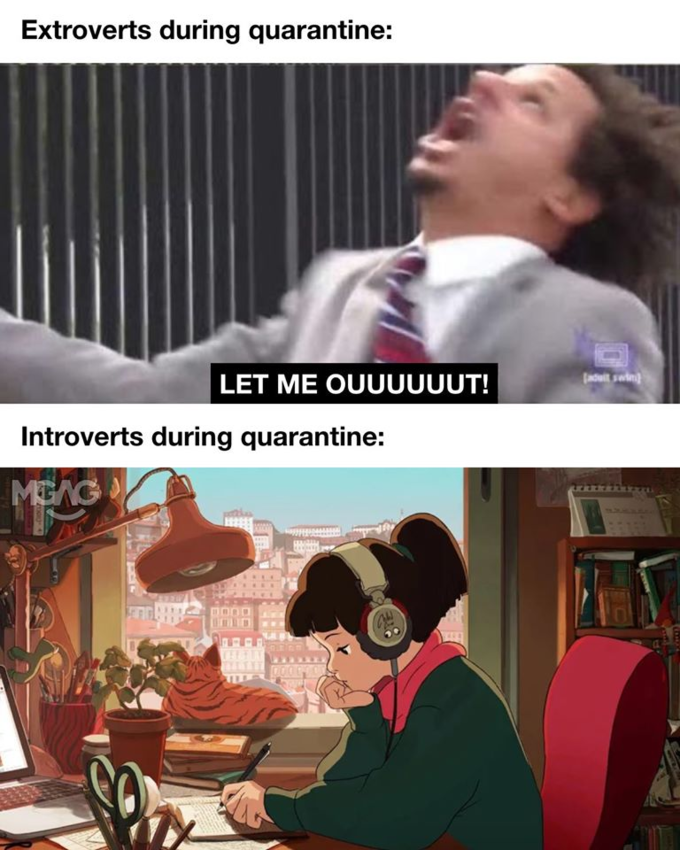 Extroverts during quarantine:
LET ME OUUUUUUT!
[adult swim]
Introverts during quarantine:
MGAG